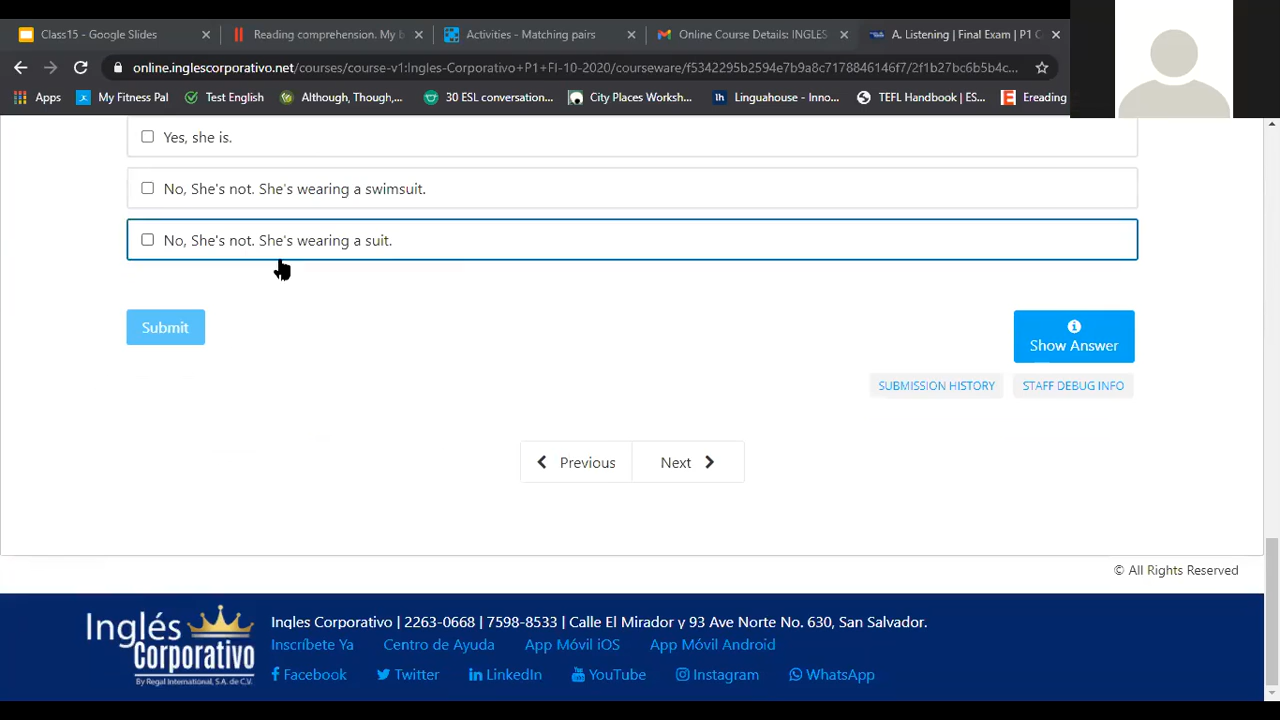 Class15 - Google Slides
Reading comprehension. My b
Activities - Matching pairs
Online Course Details: INGLES
A. Listening | Final Exam | P1 C
online.inglescorporativo.net/courses/course-v1:Ingles-Corporativo+P1+FI-10-2020/courseware/f5342295b2594e7b9a8c7178846146f7/2f1b27bc6b5b4c...
Apps
My Fitness Pal
Test English
Although, Though,...
30 ESL conversation...
City Places Worksh...
Linguahouse - Inno...
TEFL Handbook | ES...
Ereading
Yes, she is.
No, She's not. She's wearing a swimsuit.
No, She's not. She's wearing a suit.
Submit
Show Answer
SUBMISSION HISTORY
STAFF DEBUG INFO
Previous
Next
© All Rights Reserved
Inglés Corporativo
By Regal International, S.A. de C.V.
Ingles Corporativo | 2263-0668 | 7598-8533 | Calle El Mirador y 93 Ave Norte No. 630, San Salvador.
Inscríbete Ya
Centro de Ayuda
App Móvil iOS
App Móvil Android
Facebook
Twitter
LinkedIn
YouTube
Instagram
WhatsApp